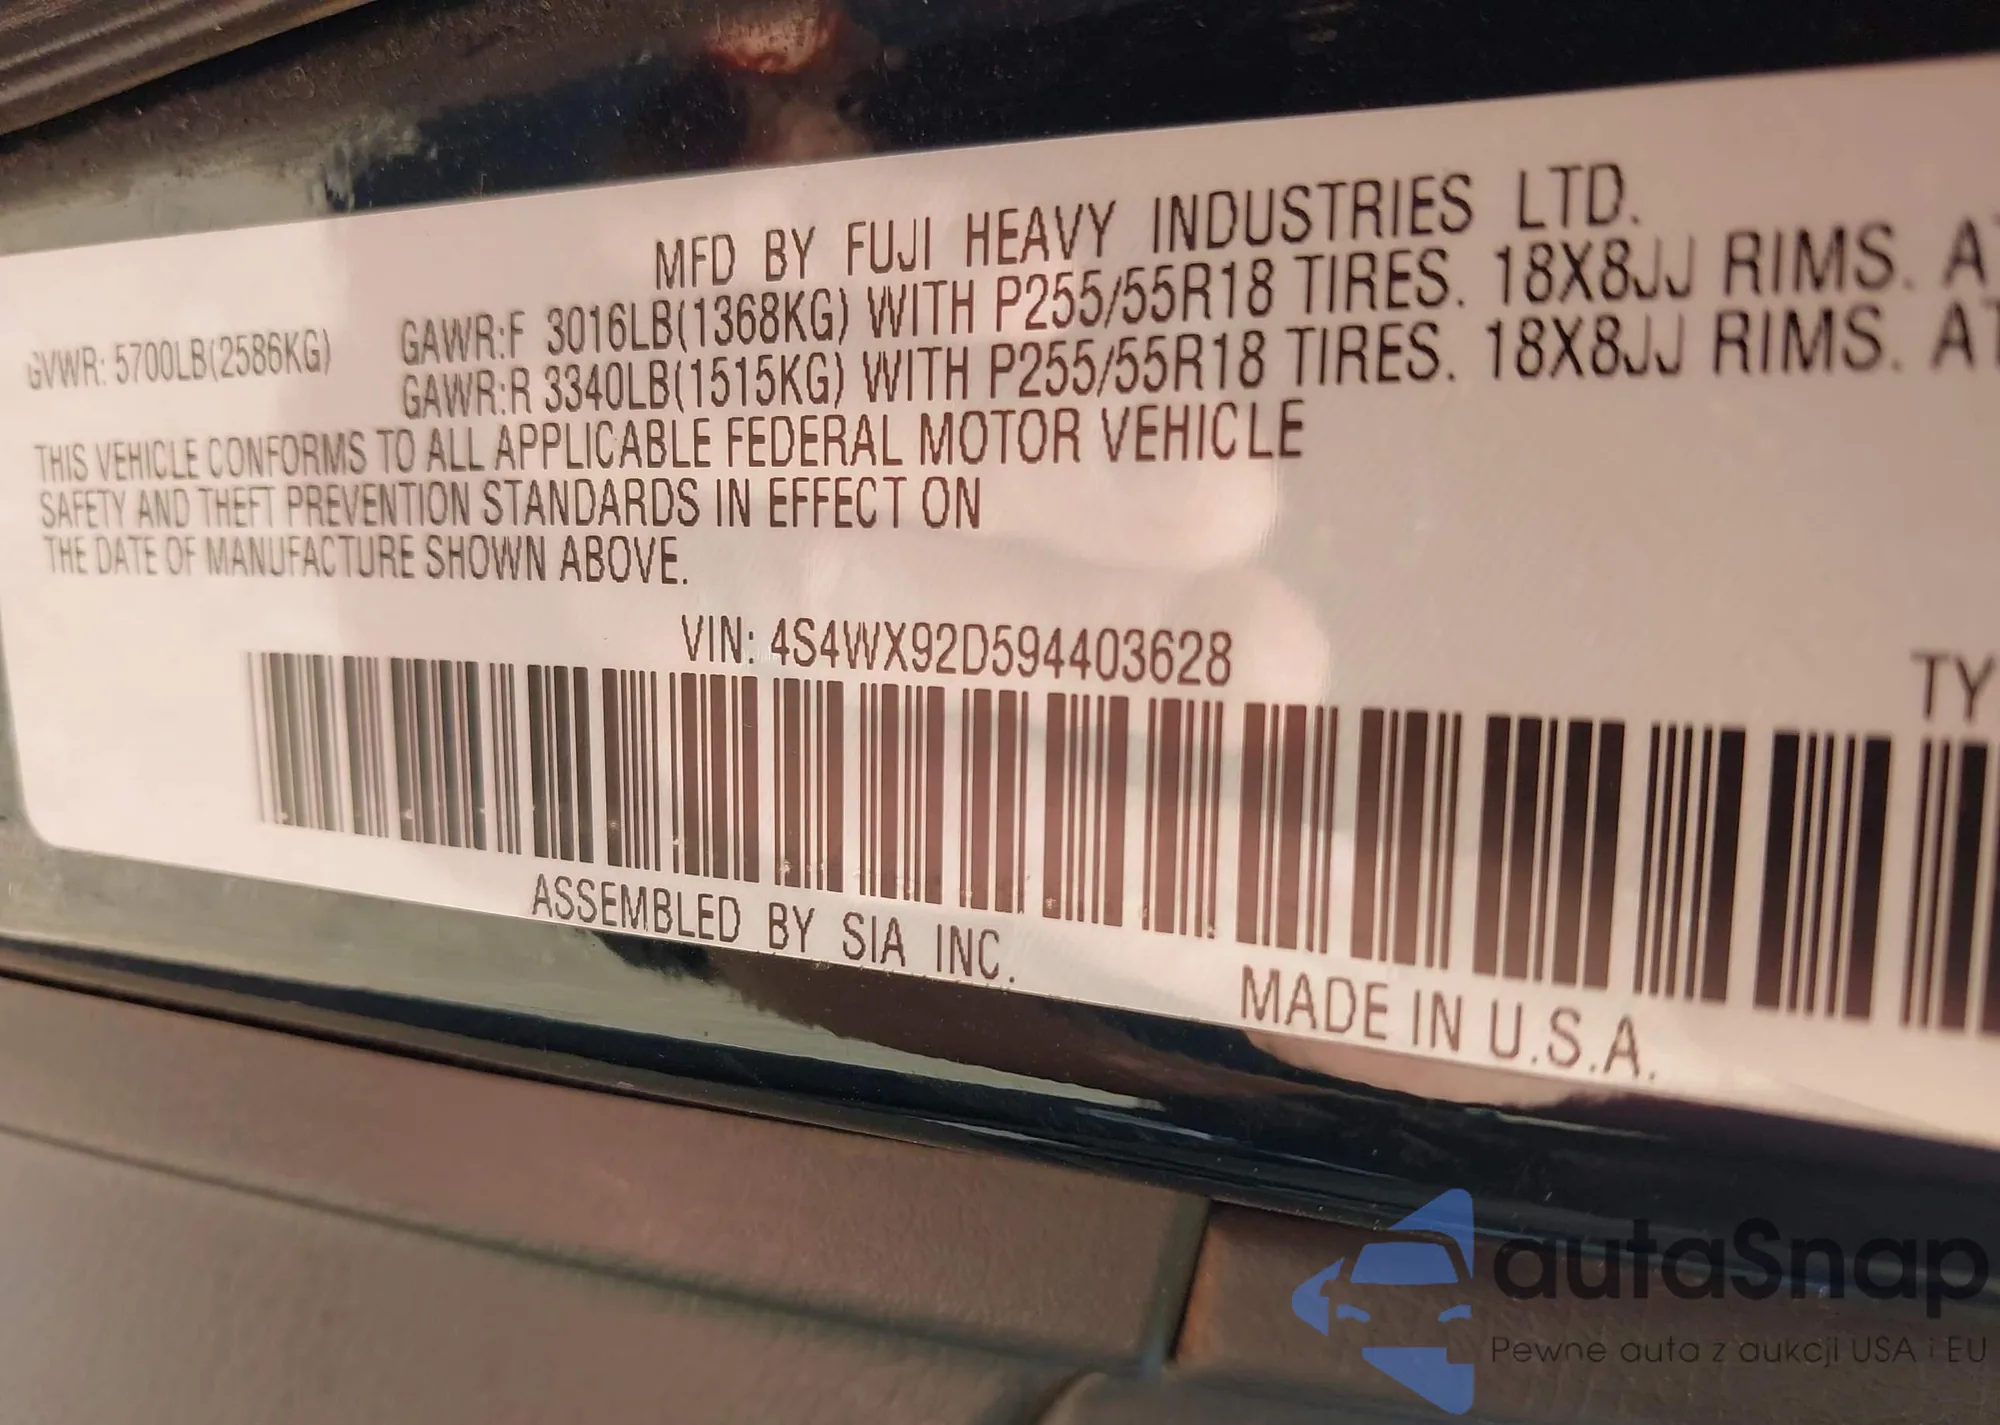 MFD BY FUJI HEAVY INDUSTRIES LTD.
GVWR: 5700LB(2586KG) GAWR:F 3016LB(1368KG) WITH P255/55R18 TIRES. 18X8JJ RIMS. AT
GAWR:R 3340LB(1515KG) WITH P255/55R18 TIRES. 18X8JJ RIMS. AT
THIS VEHICLE CONFORMS TO ALL APPLICABLE FEDERAL MOTOR VEHICLE
SAFETY AND THEFT PREVENTION STANDARDS IN EFFECT ON
THE DATE OF MANUFACTURE SHOWN ABOVE.
VIN: 4S4WX92D594403628
TY
ASSEMBLED BY SIA INC.
MADE IN U.S.A.
autaSnap
Pewne auta z aukcji USA i EU